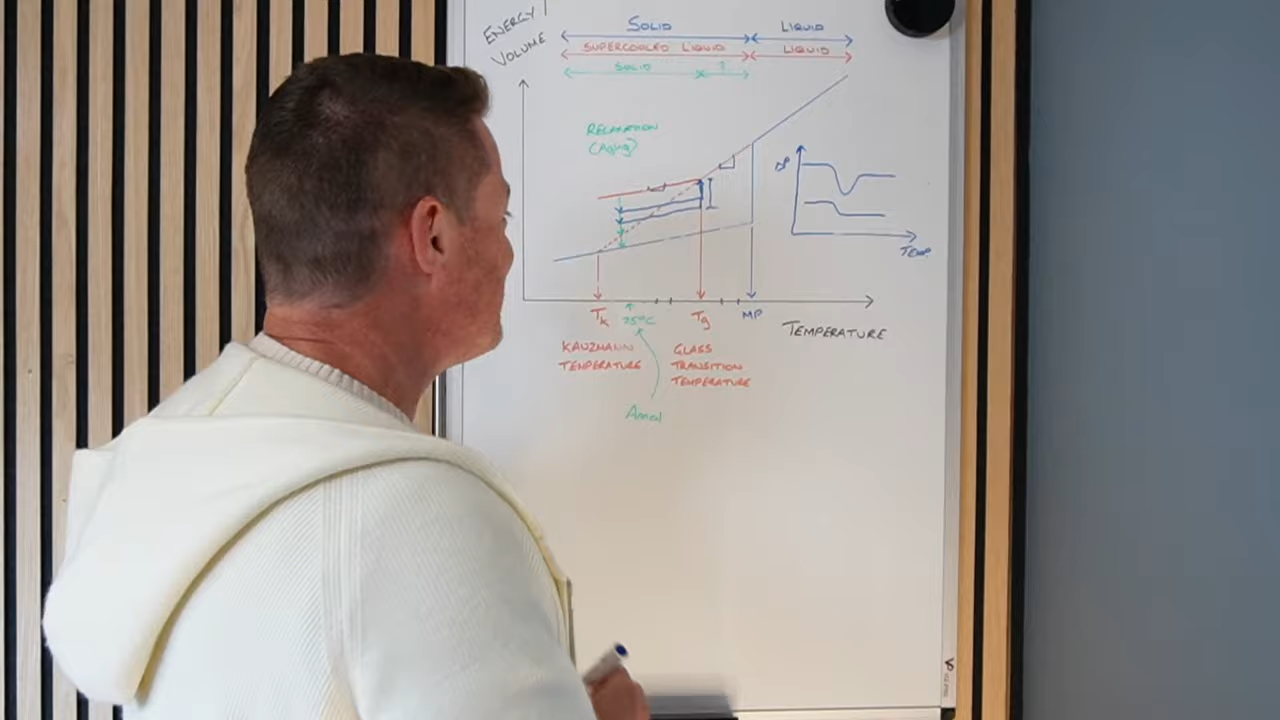 ENERGY /
VOLUME
SOLID
LIQUID
SUPERCOOLED LIQUID
LIQUID
SOLID
?
RELAXATION
(Aging)
TEMP.
Tk
25°C
Tg
MP
TEMPERATURE
KAUZMANN
TEMPERATURE
GLASS
TRANSITION
TEMPERATURE